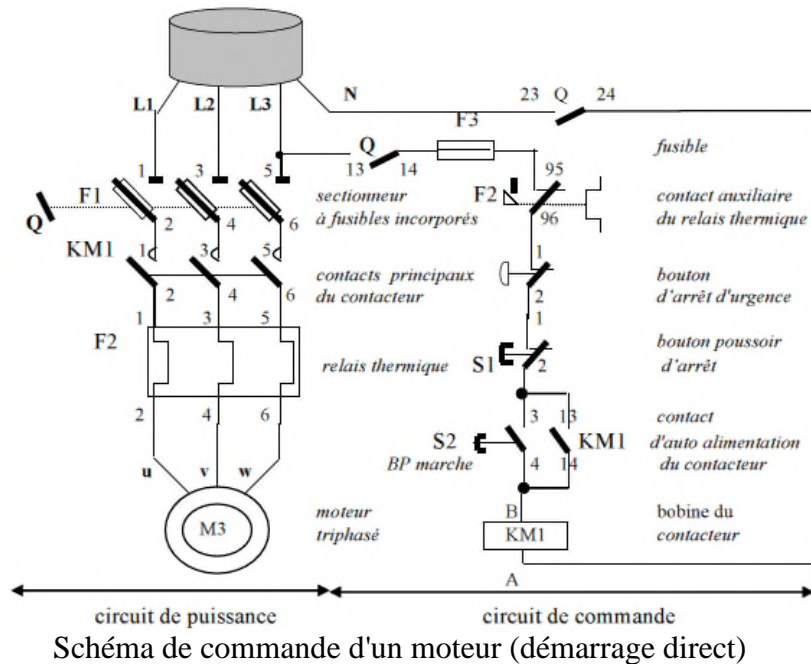 L1 L2 L3 N 23 Q 24
F3
Q
fusible
1 3 5 13 14 95
F1 sectionneur F2 contact auxiliaire
à fusibles incorporés du relais thermique
Q 2 4 6 96
KM1 1 3 5 1
contacts principaux bouton
du contacteur d'arrêt d'urgence
2 4 6 2
1 3 5 1
F2 bouton poussoir
relais thermique S1 2 d'arrêt
2 4 6 3 13 contact
S2 KM1 d'auto alimentation
BP marche 4 14 du contacteur
u v w
B bobine du
M3 moteur KM1 contacteur
triphasé
A
circuit de puissance circuit de commande
Schéma de commande d'un moteur (démarrage direct)